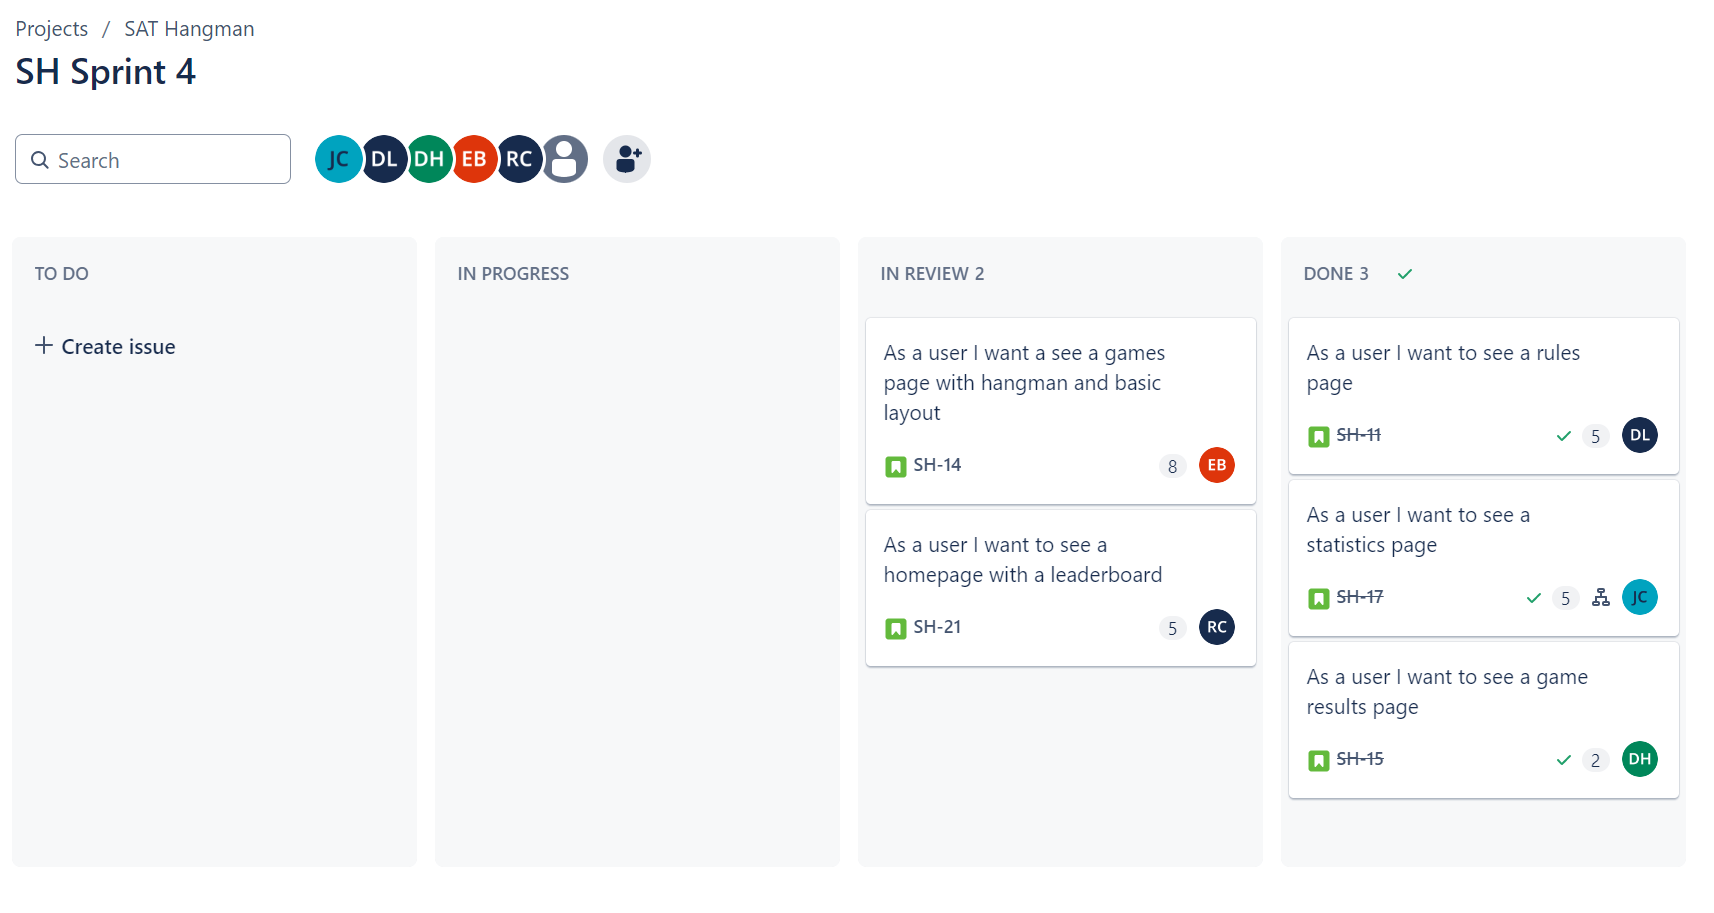 Projects / SAT Hangman
SH Sprint 4
Search
JC DL DH EB RC
TO DO
+ Create issue
IN PROGRESS
IN REVIEW 2
As a user I want a see a games
page with hangman and basic
layout
SH-14 8 EB
As a user I want to see a
homepage with a leaderboard
SH-21 5 RC
DONE 3
As a user I want to see a rules
page
SH-11 5 DL
As a user I want to see a
statistics page
SH-17 5 JC
As a user I want to see a game
results page
SH-15 2 DH